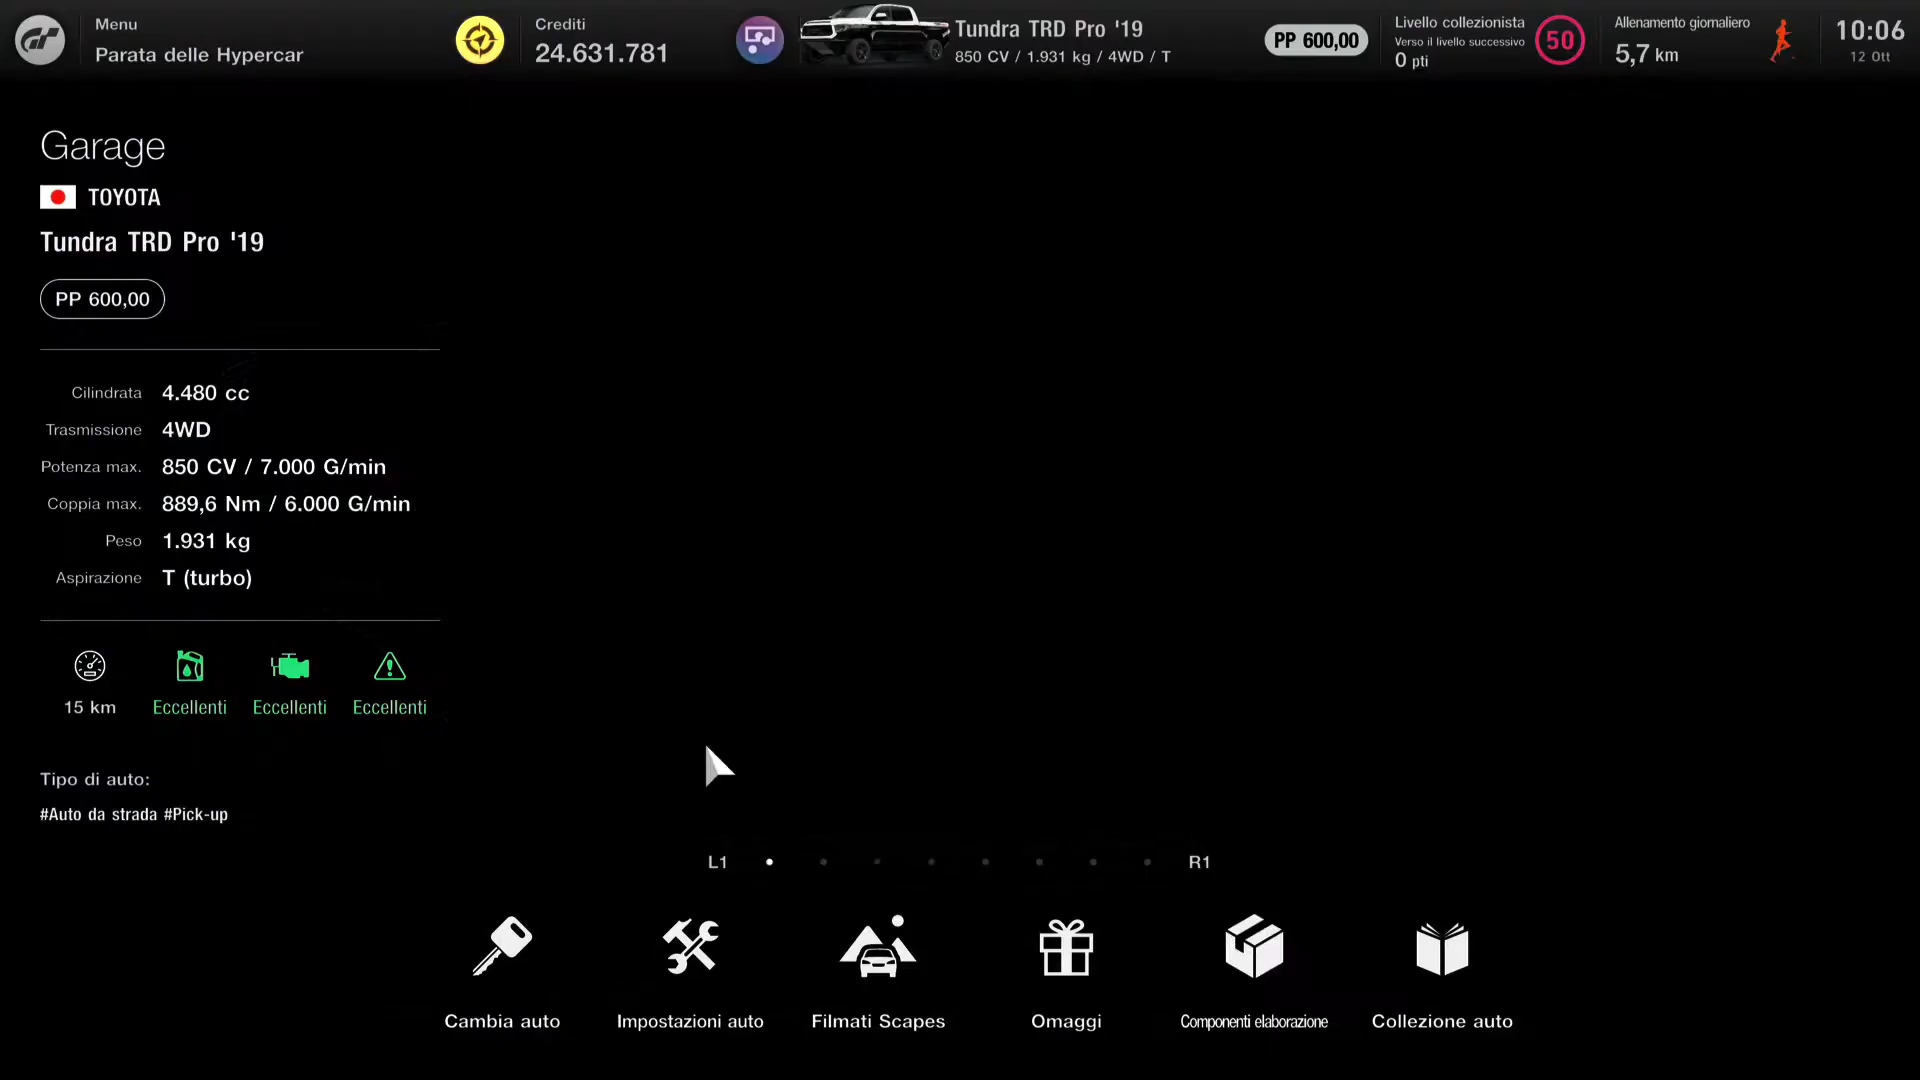 Menu
Parata delle Hypercar
Crediti
24.631.781
Tundra TRD Pro '19
850 CV / 1.931 kg / 4WD / T
PP 600,00
Livello collezionista
Verso il livello successivo
0 pti
50
Allenamento giornaliero
5,7 km
10:06
12 Ott
Garage
TOYOTA
Tundra TRD Pro '19
PP 600,00
Cilindrata 4.480 cc
Trasmissione 4WD
Potenza max. 850 CV / 7.000 G/min
Coppia max. 889,6 Nm / 6.000 G/min
Peso 1.931 kg
Aspirazione T (turbo)
15 km Eccellenti Eccellenti Eccellenti
Tipo di auto:
#Auto da strada #Pick-up
L1 R1
Cambia auto Impostazioni auto Filmati Scapes Omaggi Componenti elaborazione Collezione auto